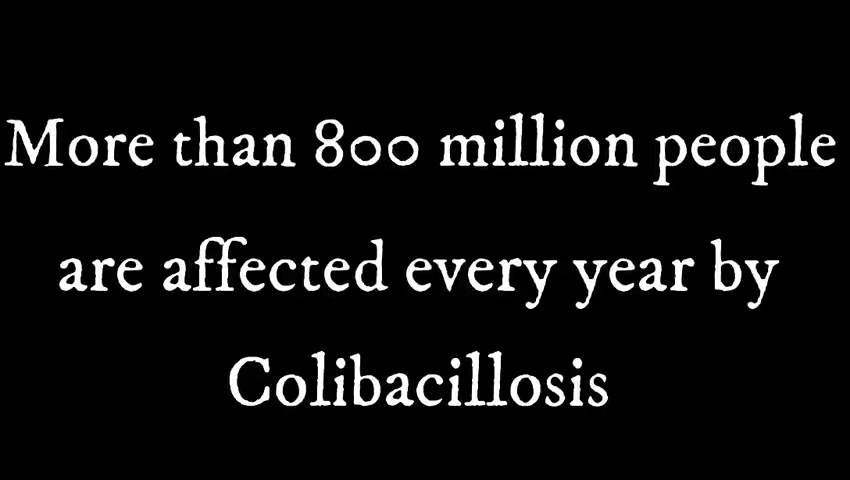 More than 800 million people
are affected every year by
Colibacillosis